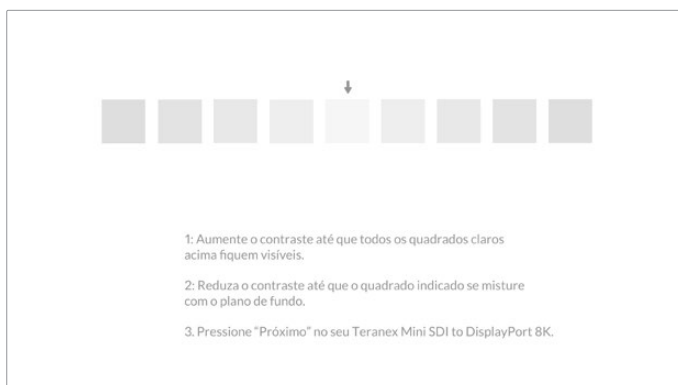 1: Aumente o contraste até que todos os quadrados claros
acima fiquem visíveis.
2: Reduza o contraste até que o quadrado indicado se misture
com o plano de fundo.
3. Pressione “Próximo” no seu Teranex Mini SDI to DisplayPort 8K.